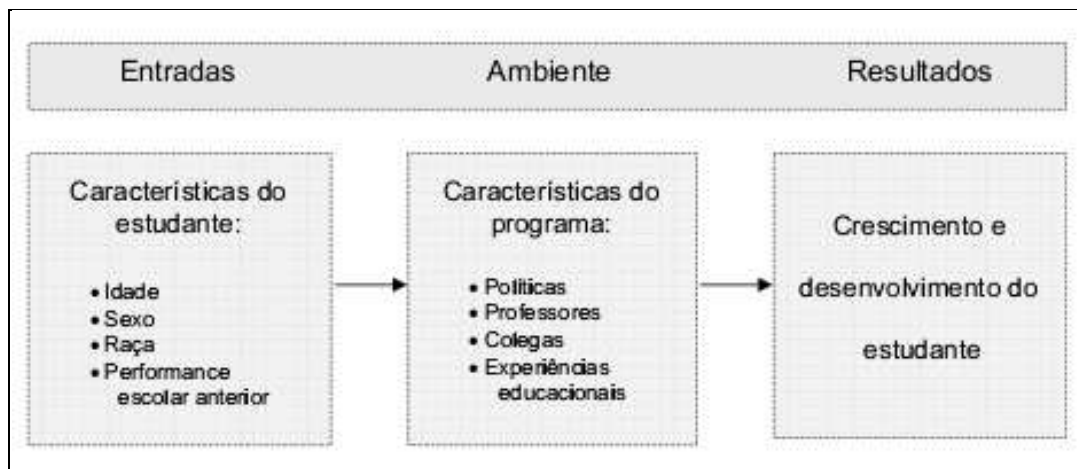 Entradas Ambiente Resultados
Características do
estudante:
• Idade
• Sexo
• Raça
• Performance
escolar anterior
Características do
programa:
• Políticas
• Professores
• Colegas
• Experiências
educacionais
Crescimento e
desenvolvimento do
estudante